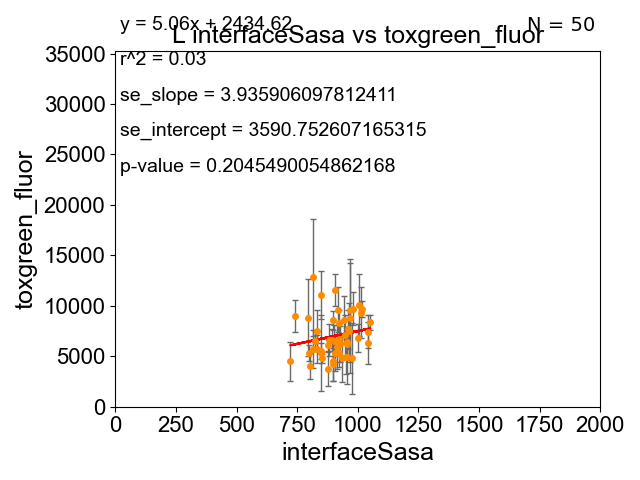 y = 5.06x + 2434.62
N = 50
L interfaceSasa vs toxgreen_fluor
r^2 = 0.03
se_slope = 3.935906097812411
se_intercept = 3590.752607165315
p-value = 0.2045490054862168
35000
30000
25000
20000
15000
10000
5000
0
toxgreen_fluor
0 250 500 750 1000 1250 1500 1750 2000
interfaceSasa